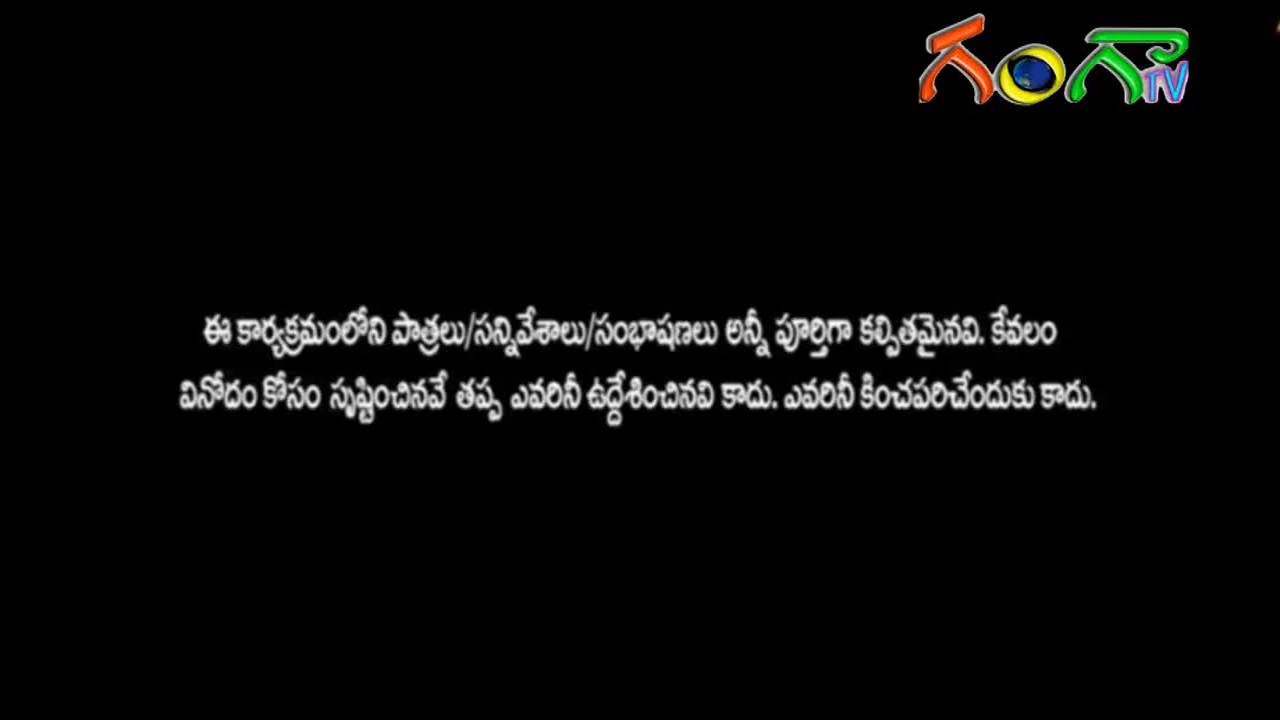 గంగా TV
ఈ కార్యక్రమంలోని పాత్రలు/సన్నివేశాలు/సంభాషణలు అన్నీ పూర్తిగా కల్పితమైనవి. కేవలం
వినోదం కోసం సృష్టించినవే తప్ప ఎవరినీ ఉద్దేశించినవి కాదు. ఎవరినీ కించపరిచేందుకు కాదు.